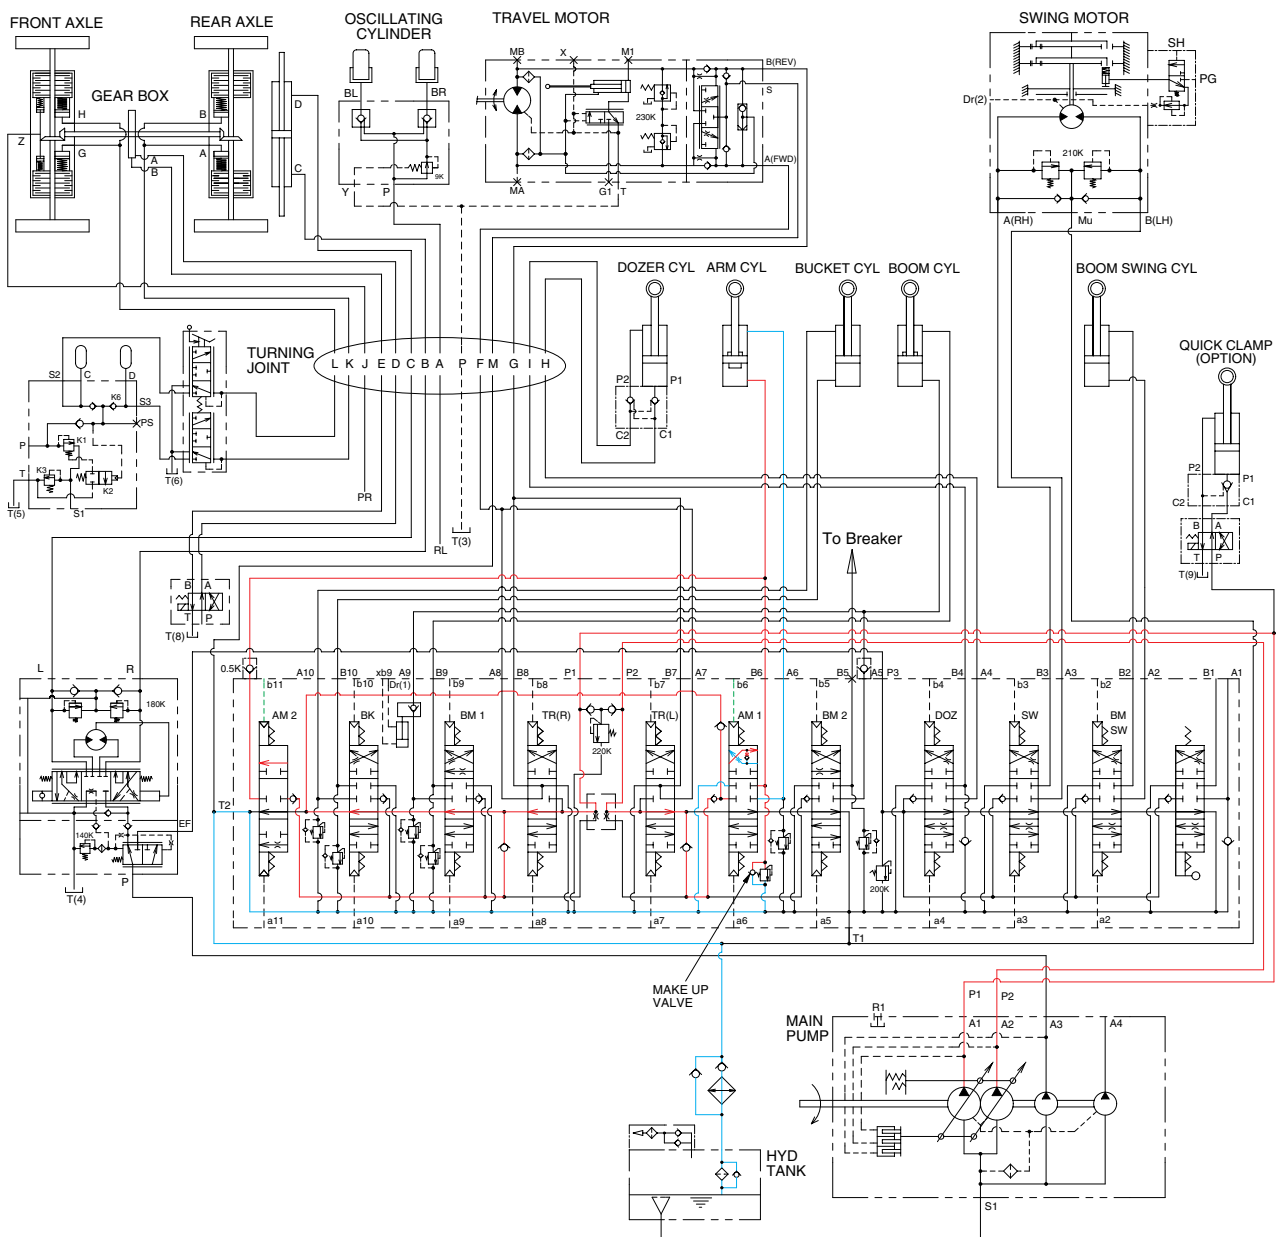 FRONT AXLE
REAR AXLE
OSCILLATING
CYLINDER
TRAVEL MOTOR
SWING MOTOR
GEAR BOX
H
G
Z
A
B
B
A
D
C
BL
BR
Y
P
9K
MB
X
M1
B(REV)
S
230K
A(FWD)
MA
G1
T
SH
PG
Dr(2)
210K
A(RH)
Mu
B(LH)
DOZER CYL
ARM CYL
BUCKET CYL
BOOM CYL
BOOM SWING CYL
QUICK CLAMP
(OPTION)
P2
P1
C2
C1
P2
P1
C2
C1
B
A
T
P
T(9)
TURNING
JOINT
L K J E D C B A P F M G I H
S2
C
D
K6
S3
PS
P
K1
T
K3
K2
T(5)
S1
T(6)
PR
RL
T(3)
To Breaker
B
A
T
P
T(8)
L
R
180K
EF
140K
P
T(4)
0.5K
A10
B10
xb9
A9
B9
A8
B8
P1
P2
B7
A7
B6
A6
B5
A5
P3
B4
A4
B3
A3
B2
A2
B1
A1
b11
b10
Dr(1)
b9
b8
b7
b6
b5
b4
b3
b2
AM 2
BK
BM 1
TR(R)
220K
TR(L)
AM 1
BM 2
DOZ
SW
BM
SW
T2
200K
a11
a10
a9
a8
a7
a6
a5
a4
a3
a2
T1
MAKE UP
VALVE
P1
P2
R1
MAIN
PUMP
A1
A2
A3
A4
S1
HYD
TANK